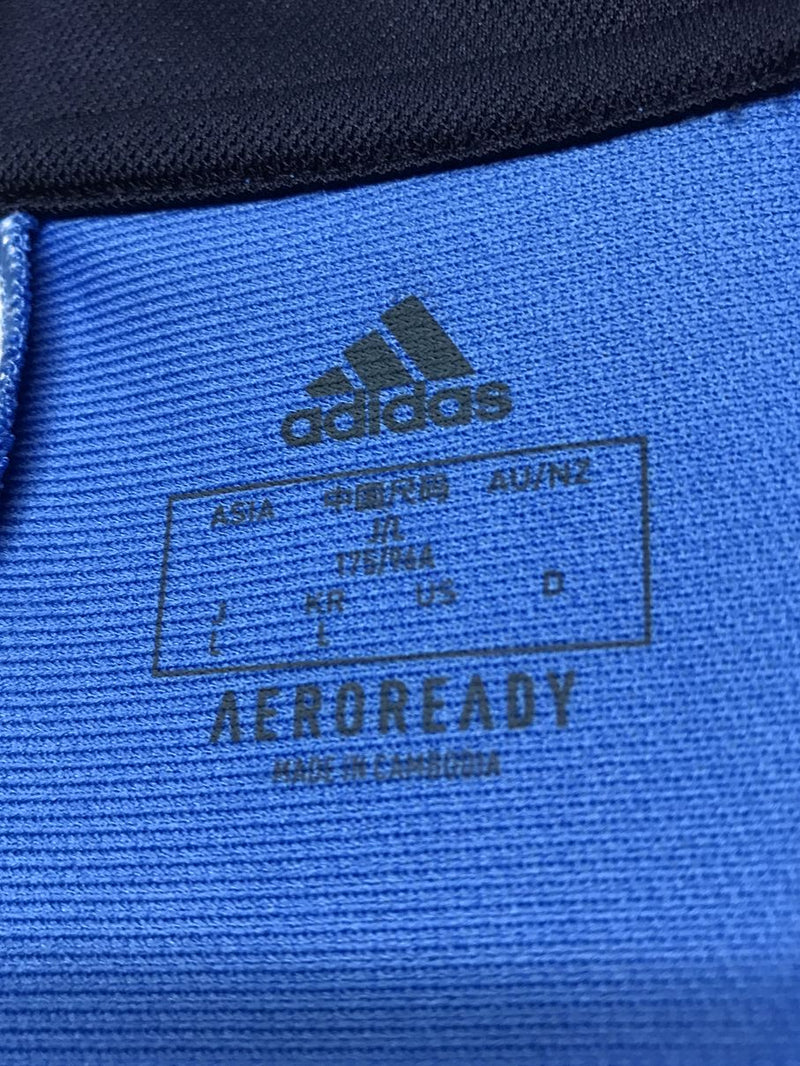 adidas
ASIA 中国尺码 AU/NZ
J/L
175/96A
J KR US D
L L
AEROREADY
MADE IN CAMBODIA